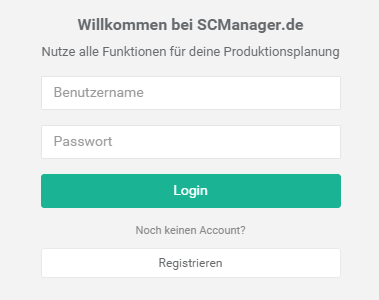 Willkommen bei SCManager.de
Nutze alle Funktionen für deine Produktionsplanung
Benutzername
Passwort
Login
Noch keinen Account?
Registrieren